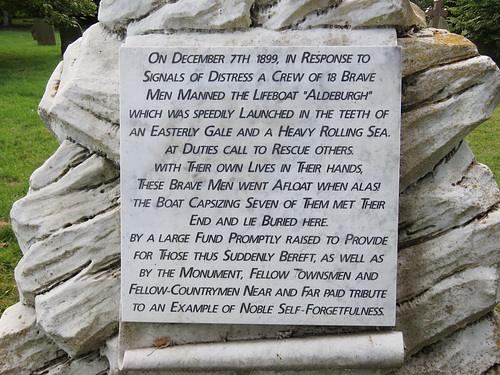 On December 7th 1899, in Response to
Signals of Distress a Crew of 18 Brave
Men Manned the Lifeboat "Aldeburgh"
which was speedily Launched in the teeth of
an Easterly Gale and a Heavy Rolling Sea.
at Duties call to Rescue others.
with Their own Lives in Their hands,
These Brave Men went Afloat when alas!
the Boat Capsizing Seven of Them met Their
End and lie Buried here.
by a large Fund Promptly raised to Provide
for Those thus Suddenly Bereft, as well as
by the Monument, Fellow Townsmen and
Fellow-Countrymen Near and Far paid tribute
to an Example of Noble Self-Forgetfulness.